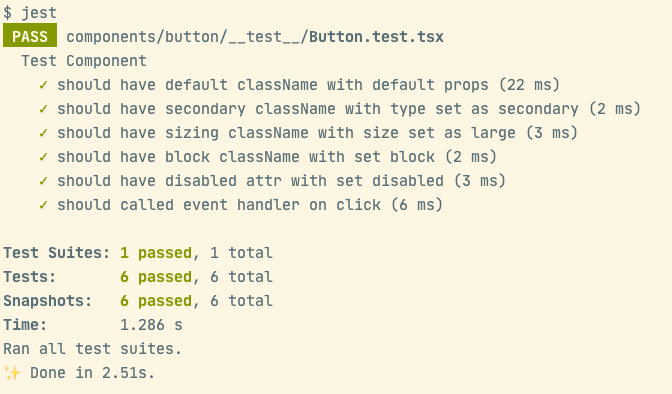 $ jest
PASS components/button/__test__/Button.test.tsx
Test Component
✓ should have default className with default props (22 ms)
✓ should have secondary className with type set as secondary (2 ms)
✓ should have sizing className with size set as large (3 ms)
✓ should have block className with set block (2 ms)
✓ should have disabled attr with set disabled (3 ms)
✓ should called event handler on click (6 ms)
Test Suites: 1 passed, 1 total
Tests: 6 passed, 6 total
Snapshots: 6 passed, 6 total
Time: 1.286 s
Ran all test suites.
✨ Done in 2.51s.